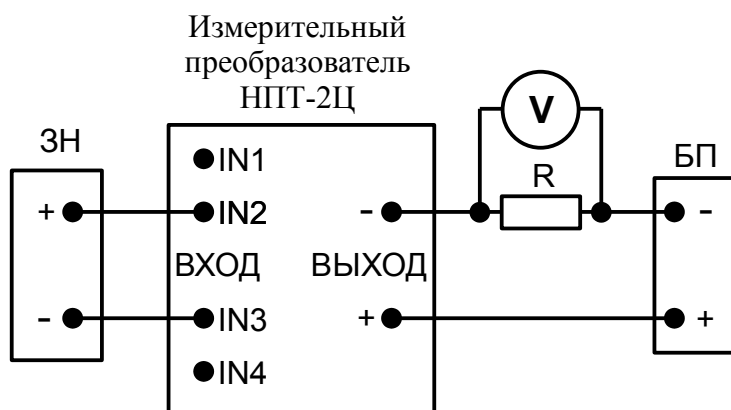 Измерительный
преобразователь
НПТ-2Ц
ЗН
БП
V
R
IN1
+
IN2
-
-
ВХОД
ВЫХОД
-
IN3
+
+
IN4